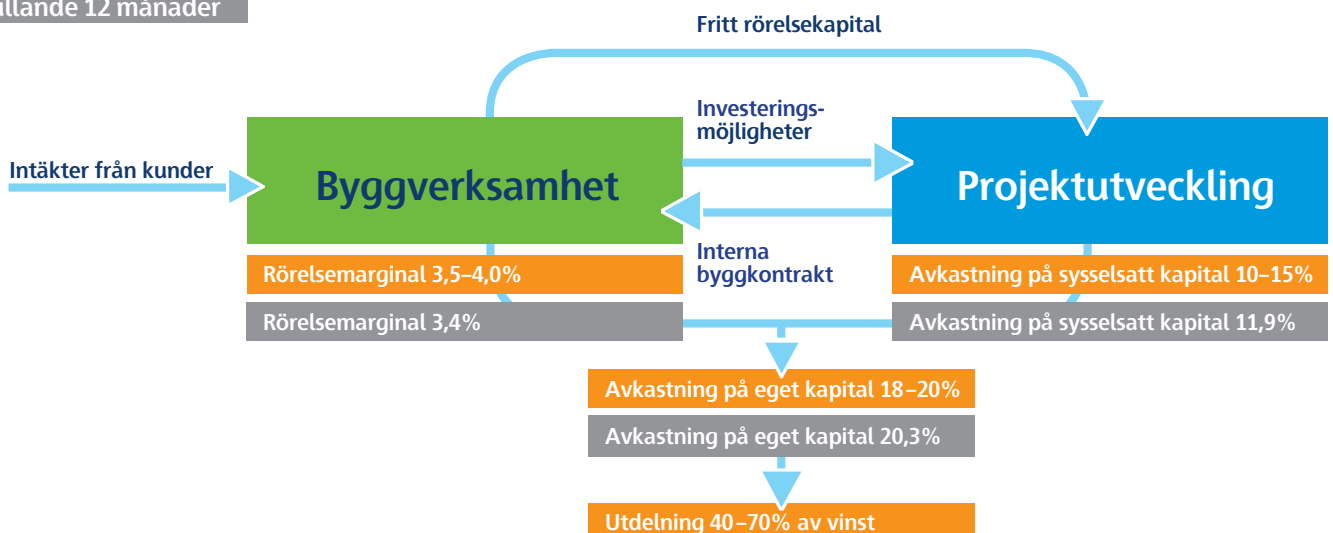 12 månader
Fritt rörelsekapital
Investerings-
möjligheter
Intäkter från kunder
Byggverksamhet
Projektutveckling
Interna
byggkontrakt
Rörelsemarginal 3,5–4,0%
Avkastning på sysselsatt kapital 10–15%
Rörelsemarginal 3,4%
Avkastning på sysselsatt kapital 11,9%
Avkastning på eget kapital 18–20%
Avkastning på eget kapital 20,3%
Utdelning 40–70% av vinst